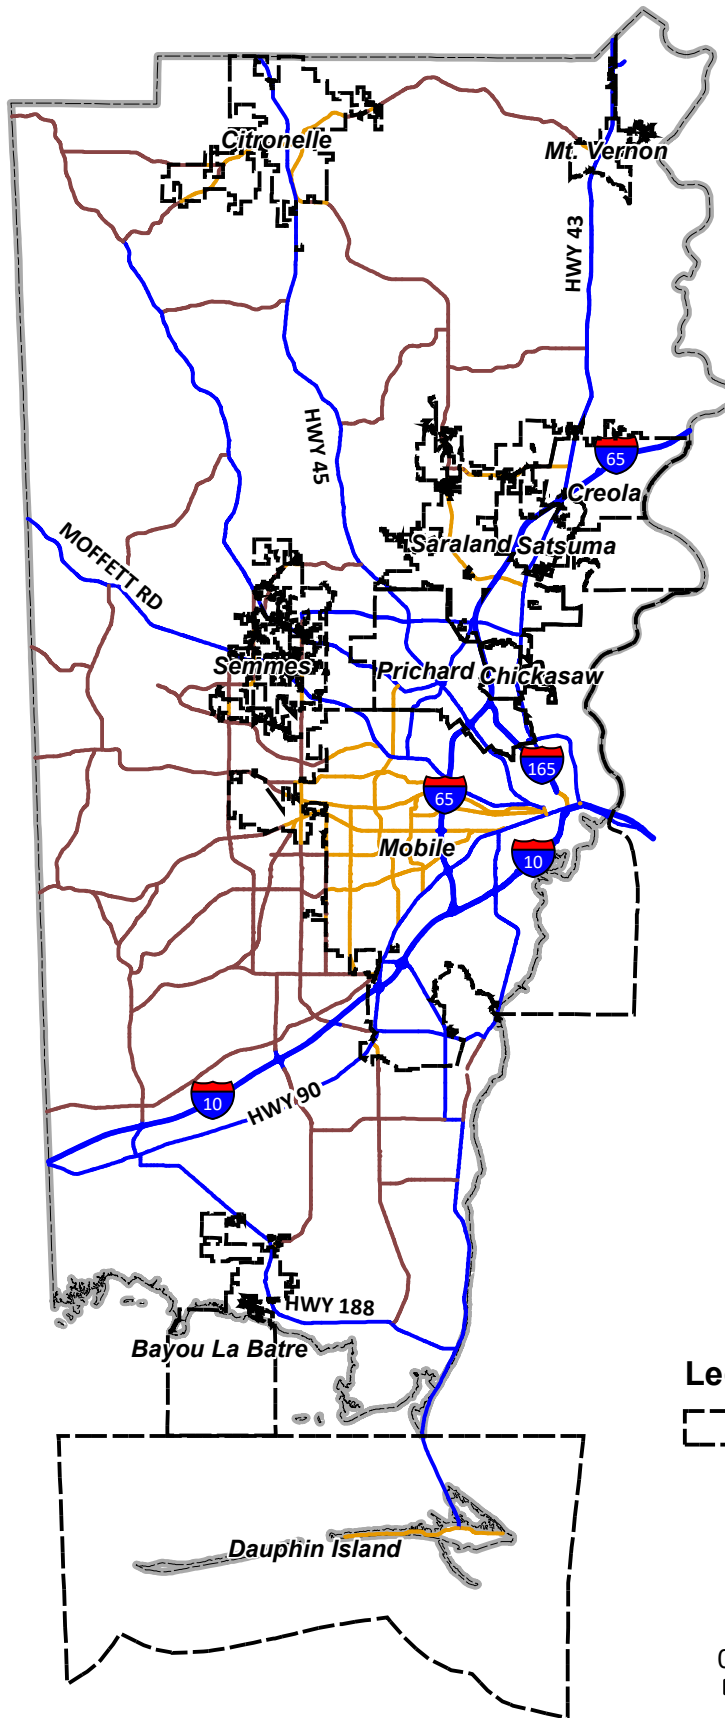 Citronelle
Mt. Vernon
HWY 43
HWY 45
65
Creola
MOFFETT RD
Saraland
Satsuma
Semmes
Prichard
Chickasaw
165
65
Mobile
10
10
HWY 90
HWY 188
Bayou La Batre
Le
Dauphin Island